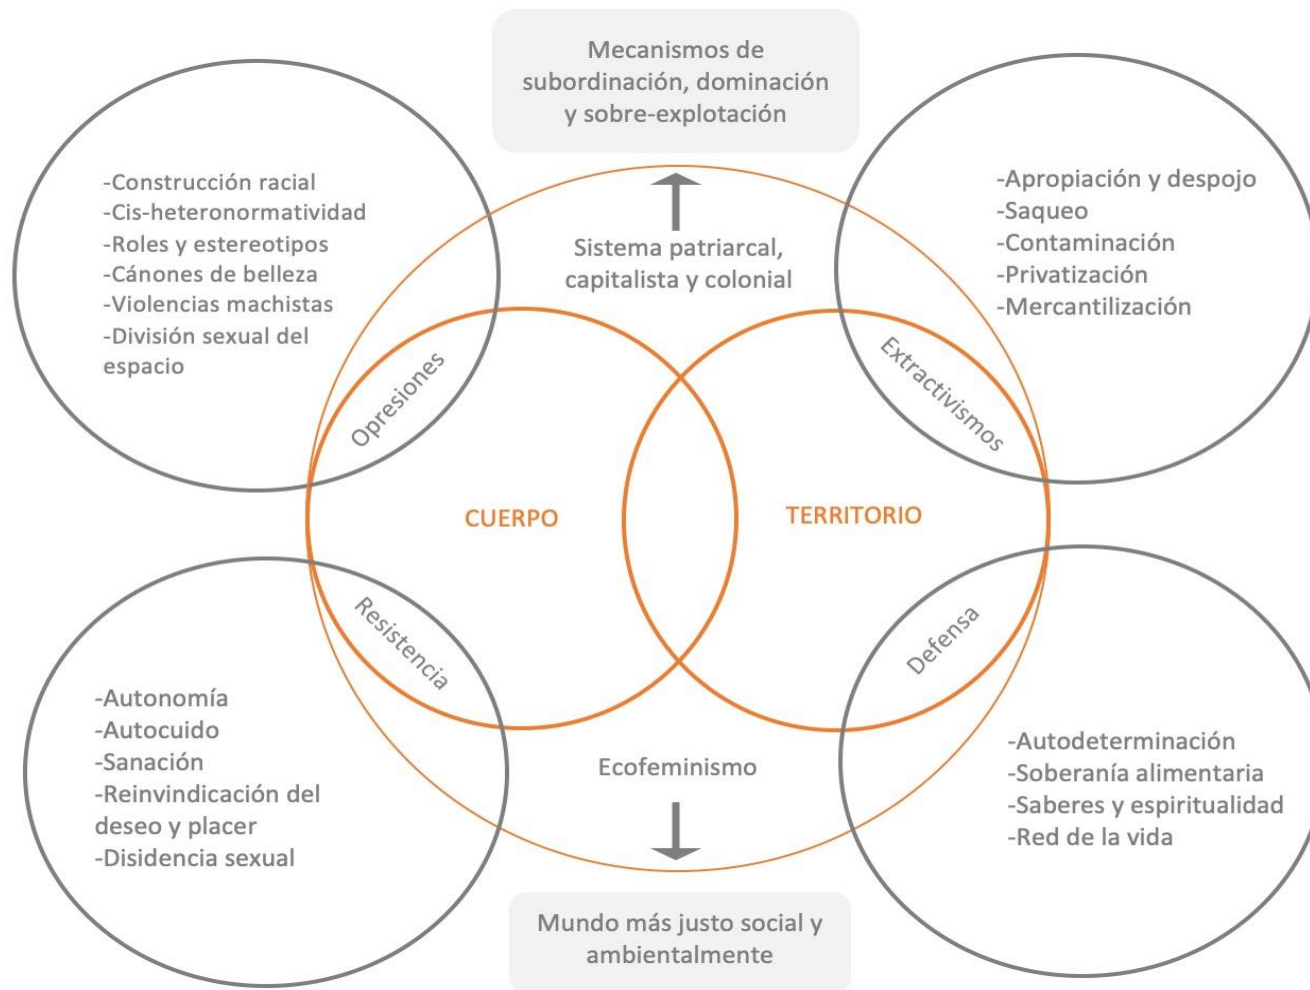 Mecanismos de
subordinación, dominación
y sobre-explotación
-Construcción racial
-Cis-heteronormatividad
-Roles y estereotipos
-Cánones de belleza
-Violencias machistas
-División sexual del
espacio
Sistema patriarcal,
capitalista y colonial
-Apropiación y despojo
-Saqueo
-Contaminación
-Privatización
-Mercantilización
Opresiones
Extractivismos
CUERPO
TERRITORIO
Resistencia
Defensa
-Autonomía
-Autocuido
-Sanación
-Reinvindicación del
deseo y placer
-Disidencia sexual
Ecofeminismo
-Autodeterminación
-Soberanía alimentaria
-Saberes y espiritualidad
-Red de la vida
Mundo más justo social y
ambientalmente